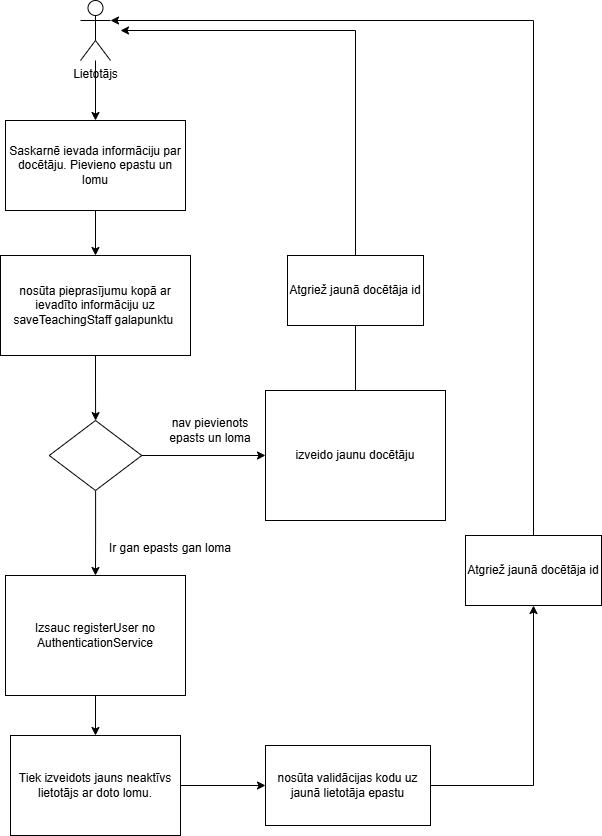 Lietotājs
Saskarnē ievada informāciju par
docētāju. Pievieno epastu un
lomu
nosūta pieprasījumu kopā ar
ievadīto informāciju uz
saveTeachingStaff galapunktu
Atgriež jaunā docētāja id
nav pievienots
epasts un loma
izveido jaunu docētāju
Ir gan epasts gan loma
Atgriež jaunā docētāja id
Izsauc registerUser no
AuthenticationService
Tiek izveidots jauns neaktīvs
lietotājs ar doto lomu.
nosūta validācijas kodu uz
jaunā lietotāja epastu